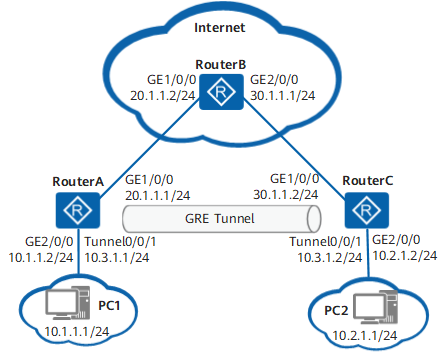 Internet
RouterB
GE1/0/0
20.1.1.2/24
GE2/0/0
30.1.1.1/24
R
RouterA
GE1/0/0
20.1.1.1/24
GE1/0/0
30.1.1.2/24
RouterC
R
GRE Tunnel
R
GE2/0/0
10.1.1.2/24
Tunnel0/0/1
10.3.1.1/24
Tunnel0/0/1
10.3.1.2/24
GE2/0/0
10.2.1.2/24
PC1
10.1.1.1/24
PC2
10.2.1.1/24